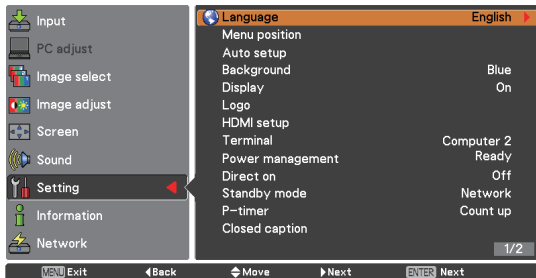 Input
PC adjust
Image select
Image adjust
Screen
Sound
Setting
Information
Network
Language English
Menu position
Auto setup
Background Blue
Display On
Logo
HDMI setup
Terminal Computer 2
Power management Ready
Direct on Off
Standby mode Network
P-timer Count up
Closed caption
1/2
MENU Exit Back Move Next ENTER Next